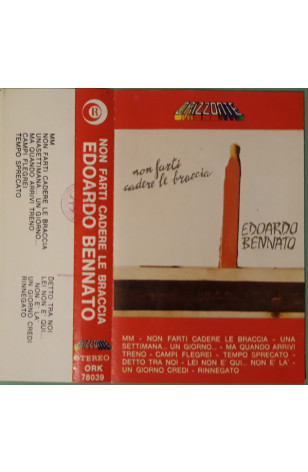 MM
NON FARTI CADERE LE BRACCIA
UNASETTIMANA... UN GIORNO...
MA QUANDO ARRIVI TRENO
CAMPI FLEGREI
TEMPO SPRECATO
DETTO TRA NOI
LEI NON E' QUI...
NON E' LA'
UN GIORNO CREDI
RINNEGATO
R
NON FARTI CADERE LE BRACCIA
EDOARDO BENNATO
ORIZZONTE
STEREO
ORK
78039
ORIZZONTE
non farti
cadere le braccia
EDOARDO
BENNATO
MM - NON FARTI CADERE LE BRACCIA - UNA
SETTIMANA... UN GIORNO... - MA QUANDO ARRIVI
TRENO - CAMPI FLEGREI - TEMPO SPRECATO -
DETTO TRA NOI - LEI NON E' QUI... NON E' LA' -
UN GIORNO CREDI - RINNEGATO